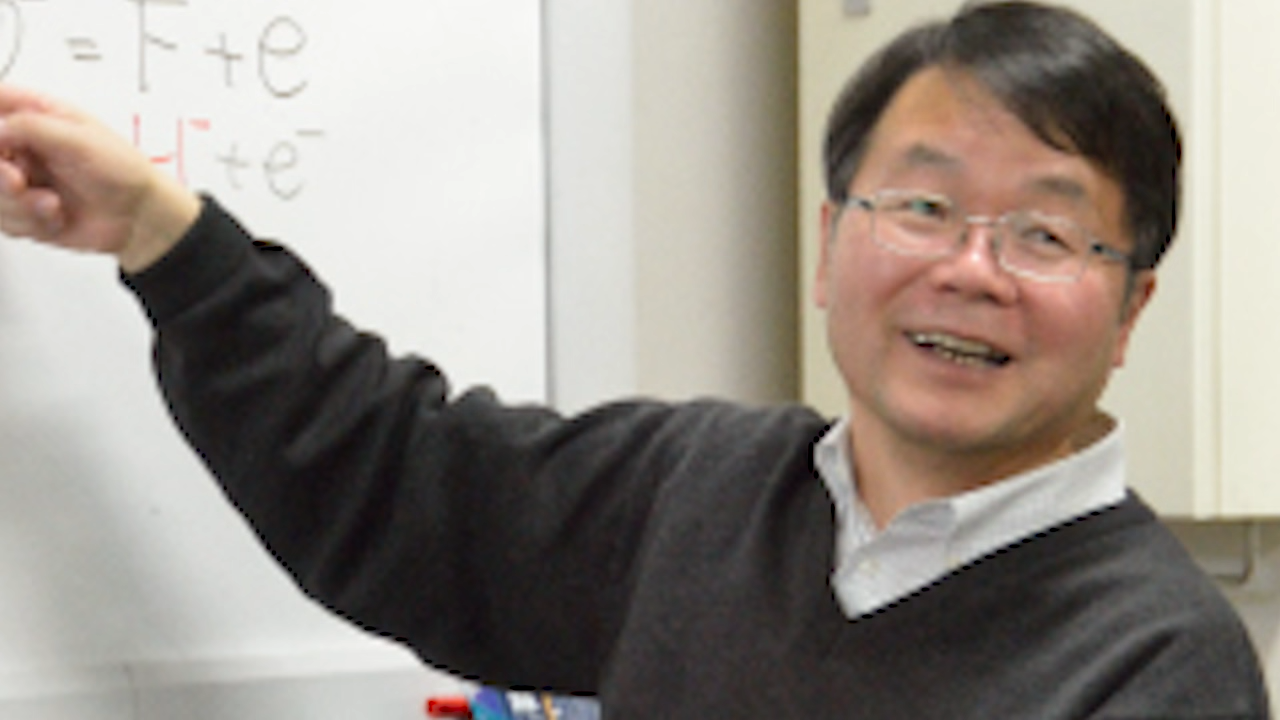 = F + e
H⁻ + e⁻